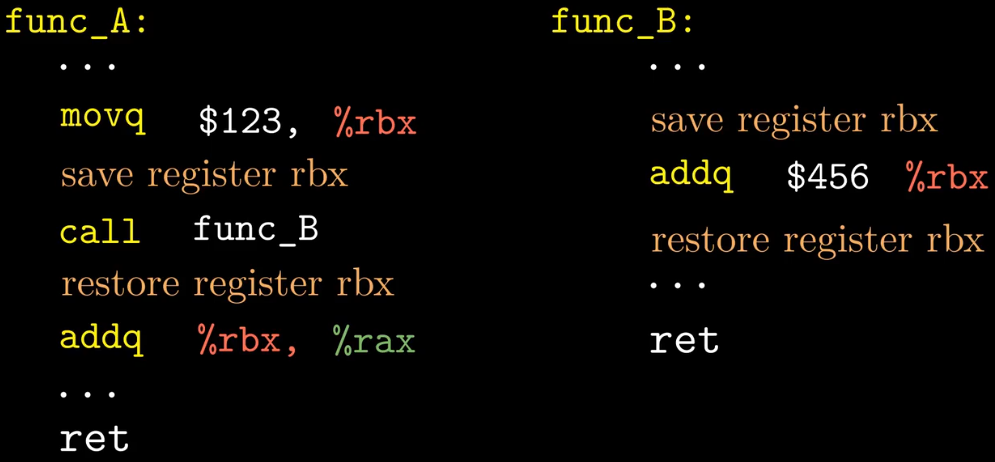 func_A:
...
movq $123, %rbx
save register rbx
call func_B
restore register rbx
addq %rbx, %rax
...
ret
func_B:
...
save register rbx
addq $456 %rbx
restore register rbx
...
ret